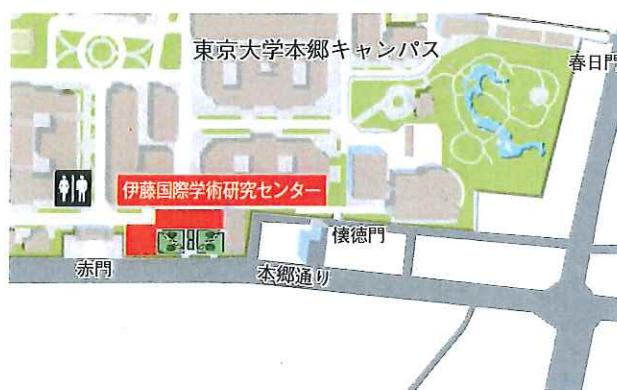 東京大学本郷キャンパス
春日門
伊藤国際学術研究センター
懐徳門
赤門
本郷通り